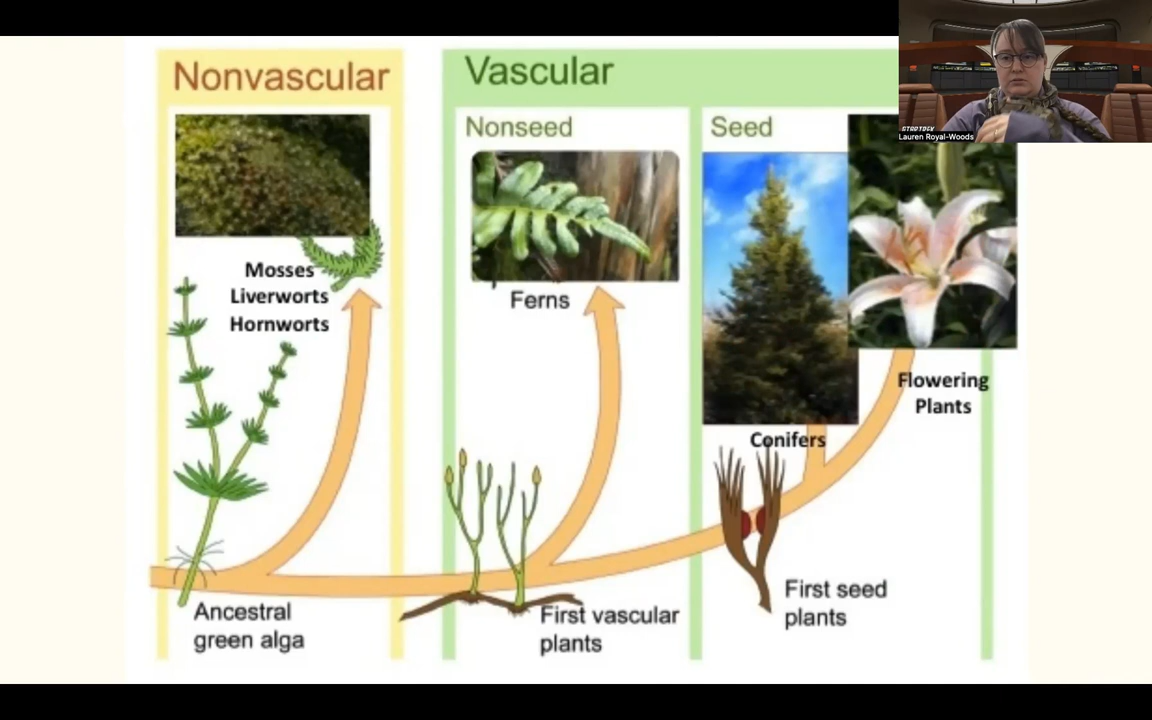 Nonvascular
Vascular
Nonseed
Seed
Lauren Royal-Woods
Mosses
Liverworts
Hornworts
Ferns
Flowering
Plants
Conifers
First seed
plants
Ancestral
green alga
First vascular
plants